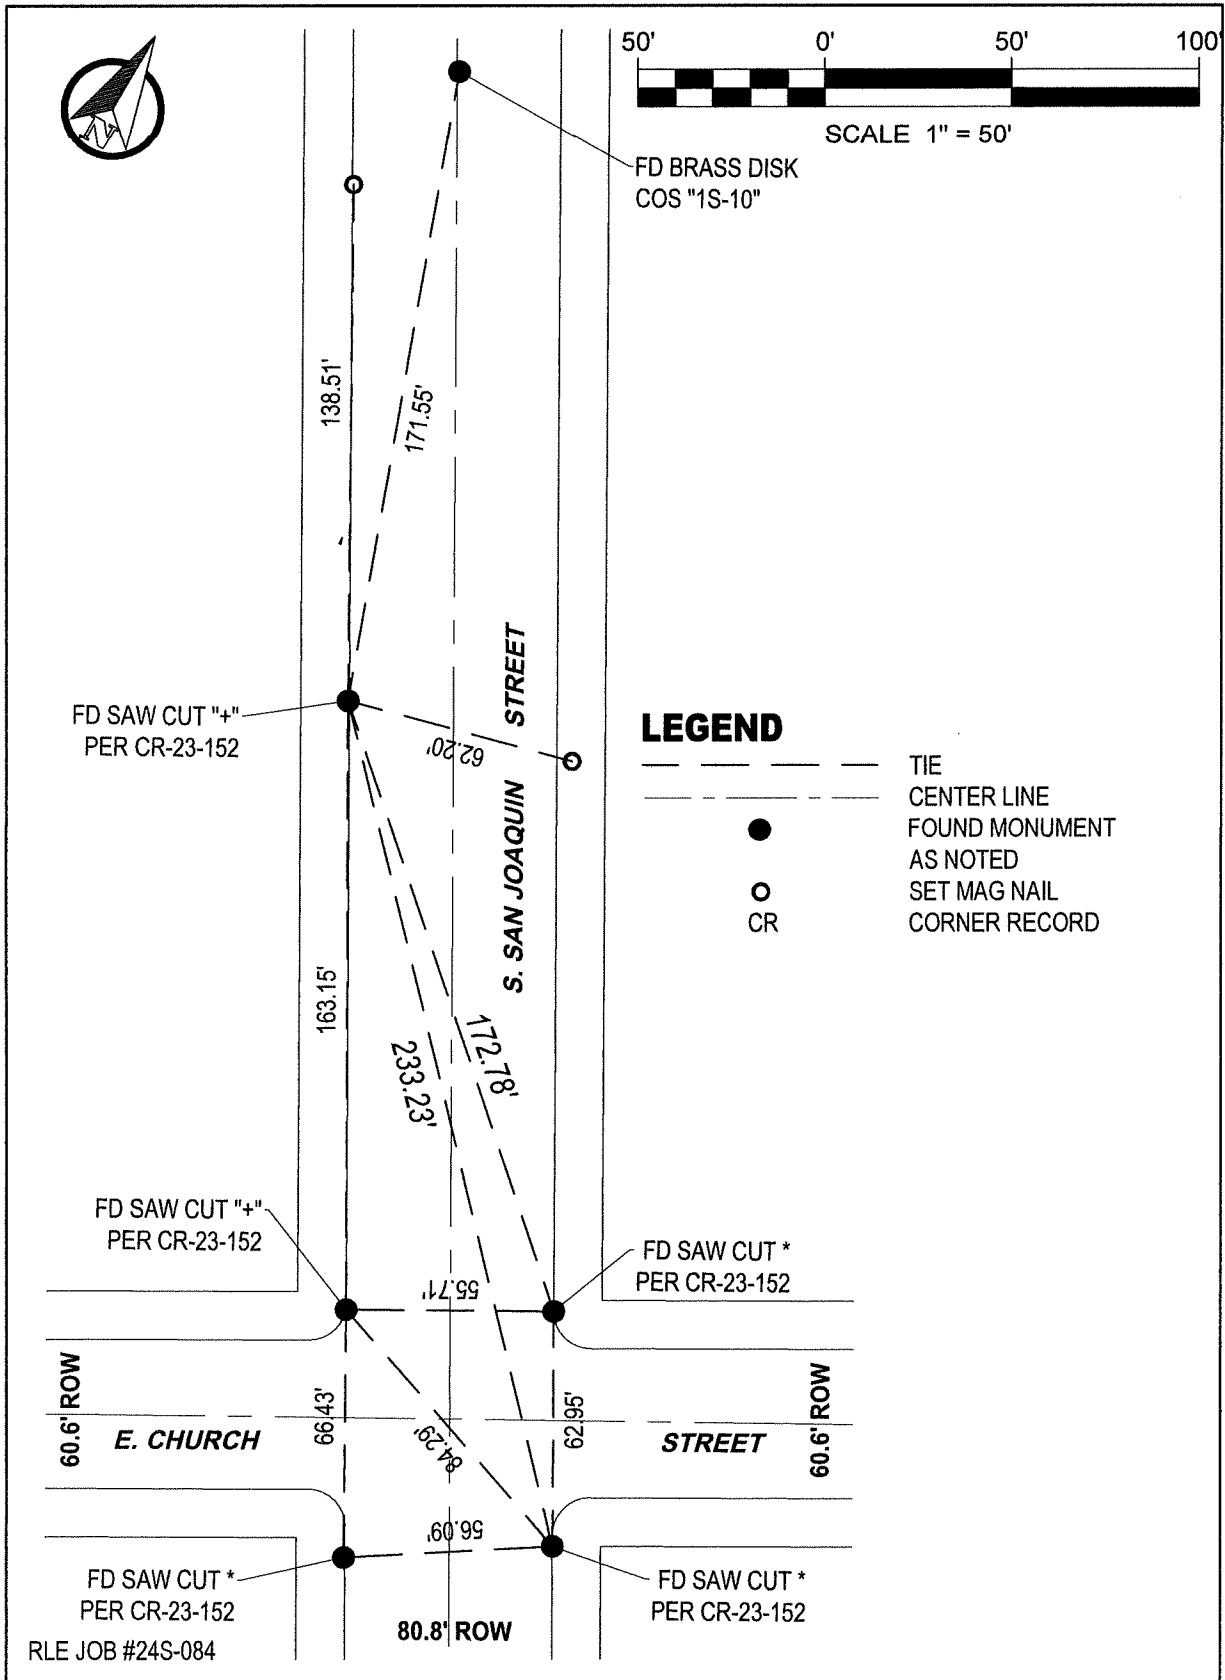 50' 0' 50' 100'
SCALE 1" = 50'
N
FD BRASS DISK
COS "1S-10"
138.51'
171.55'
S. SAN JOAQUIN STREET
FD SAW CUT "+"
PER CR-23-152
62.20'
LEGEND
TIE
CENTER LINE
FOUND MONUMENT
AS NOTED
SET MAG NAIL
CR CORNER RECORD
163.15'
233.23'
172.78'
FD SAW CUT "+"
PER CR-23-152
FD SAW CUT *
PER CR-23-152
55.71'
60.6' ROW
E. CHURCH STREET
66.43'
84.29'
62.95'
60.6' ROW
56.09'
FD SAW CUT *
PER CR-23-152
FD SAW CUT *
PER CR-23-152
80.8' ROW
RLE JOB #24S-084